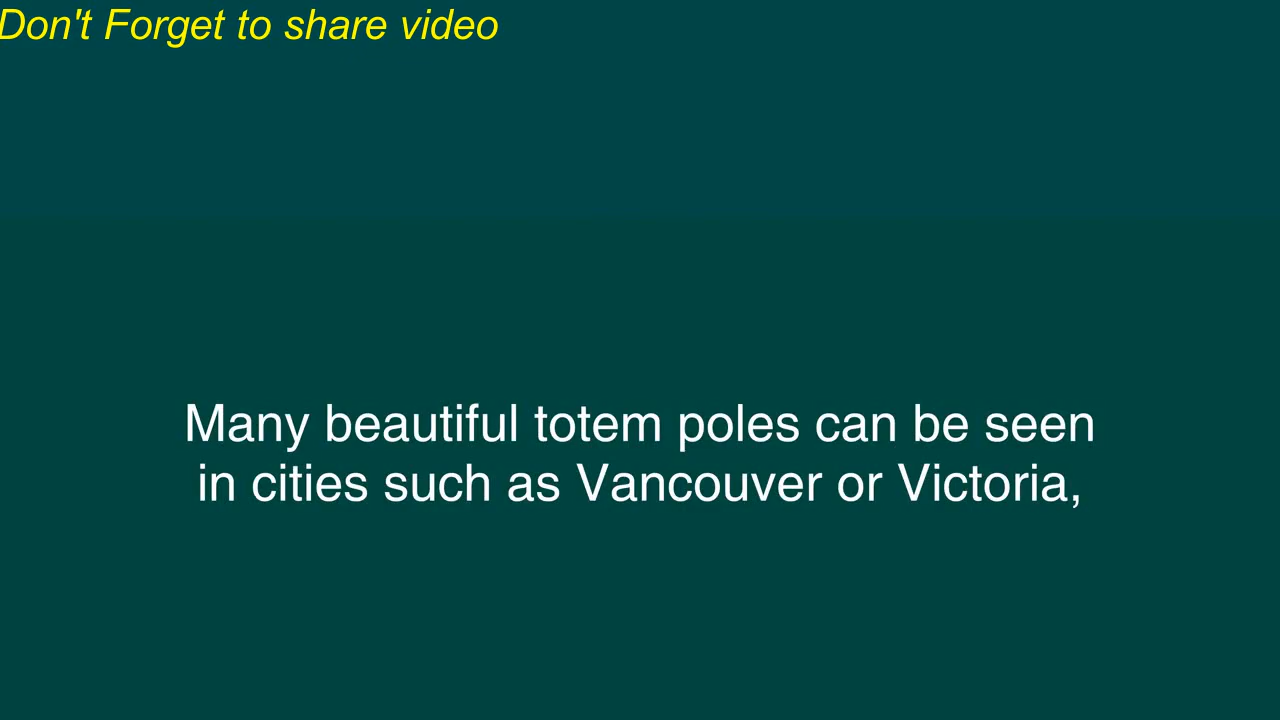 Don't Forget to share video
Many beautiful totem poles can be seen
in cities such as Vancouver or Victoria,